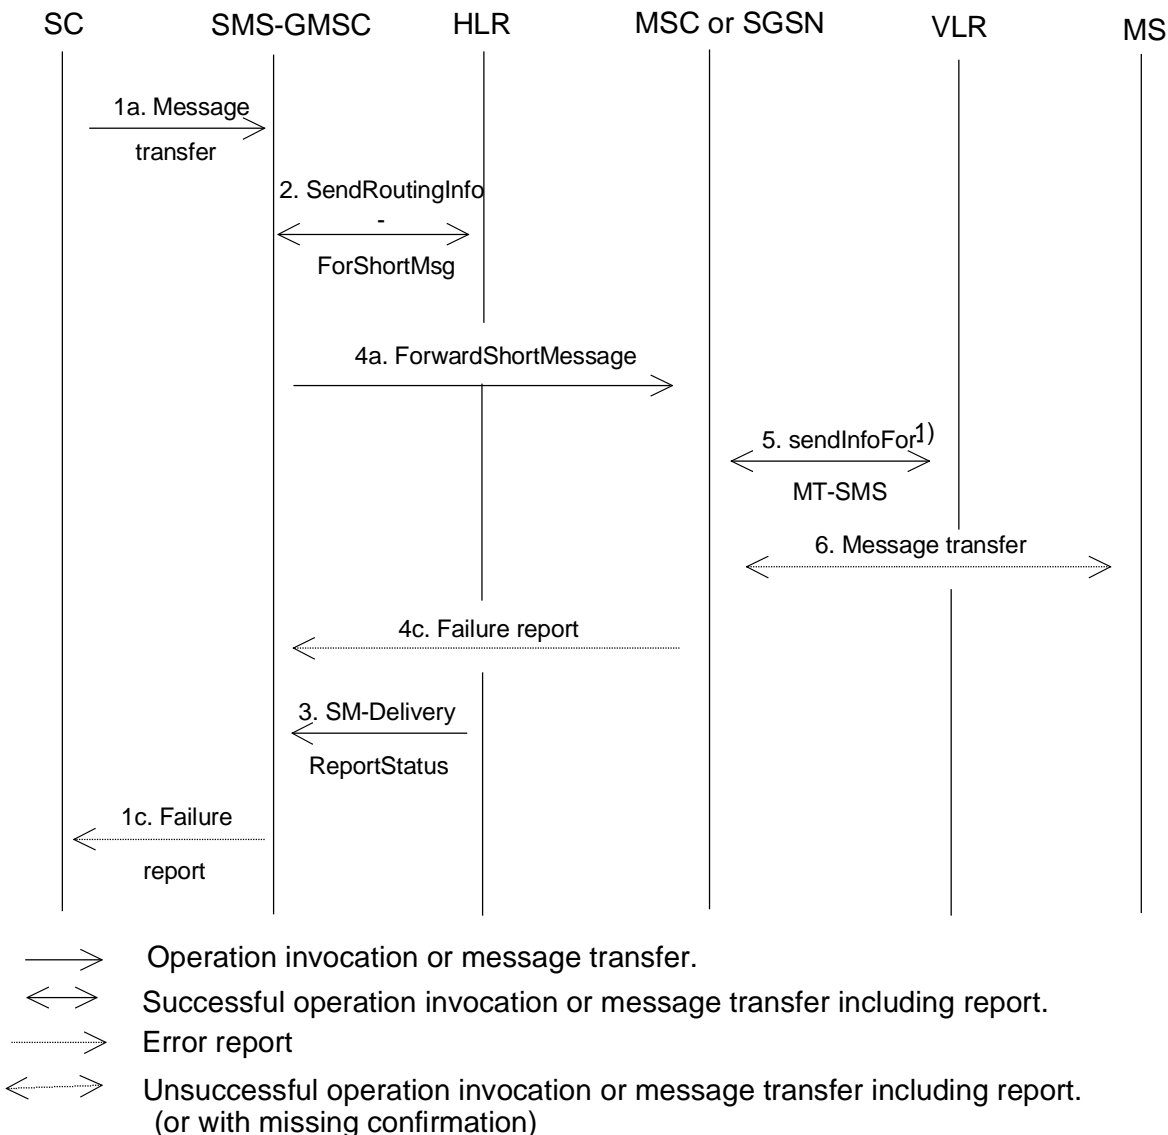 SC SMS-GMSC HLR MSC or SGSN VLR MS
1a. Message
transfer
2. SendRoutingInfo
-
ForShortMsg
4a. ForwardShortMessage
5. sendInfoFor- 1)
MT-SMS
6. Message transfer
4c. Failure report
3. SM-Delivery
ReportStatus
1c. Failure
report
Operation invocation or message transfer.
Successful operation invocation or message transfer including report.
Error report
Unsuccessful operation invocation or message transfer including report.
(or with missing confirmation)